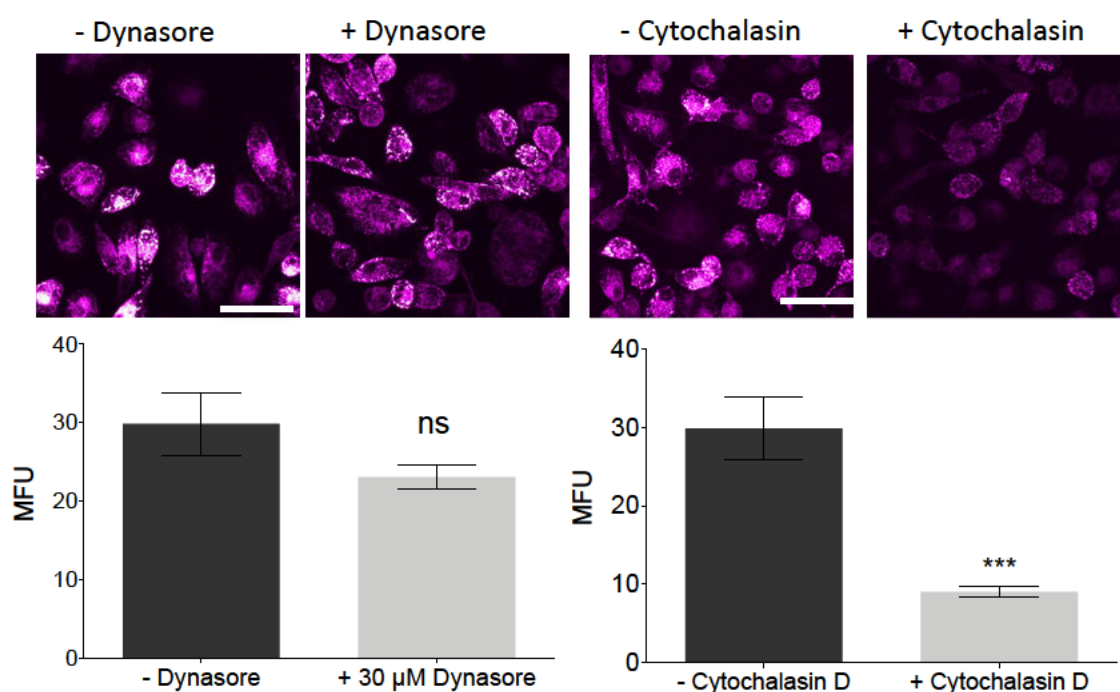 - Dynasore
+ Dynasore
- Cytochalasin
+ Cytochalasin
40
30
20
10
0
MFU
ns
- Dynasore
+ 30 µM Dynasore
40
30
20
10
0
MFU
***
- Cytochalasin D
+ Cytochalasin D